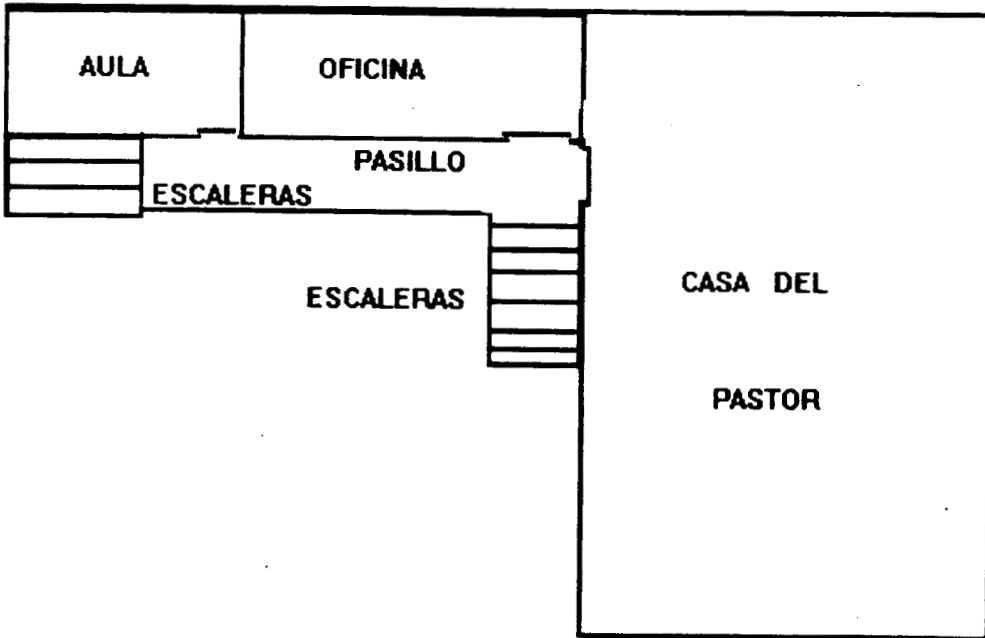 AULA
OFICINA
PASILLO
ESCALERAS
ESCALERAS
CASA DEL
PASTOR